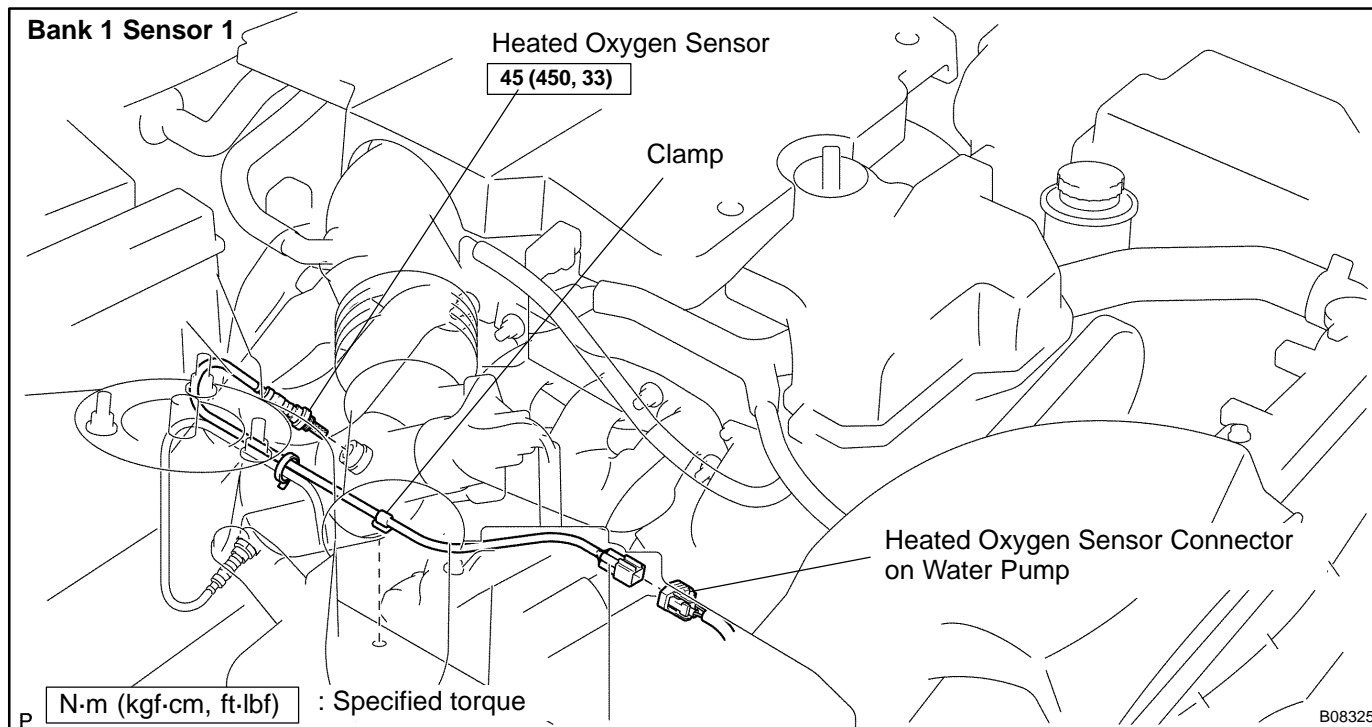 Bank 1 Sensor 1
Heated Oxygen Sensor
45 (450, 33)
Clamp
Heated Oxygen Sensor Connector
on Water Pump
N·m (kgf·cm, ft·lbf) : Specified torque
P
B08325